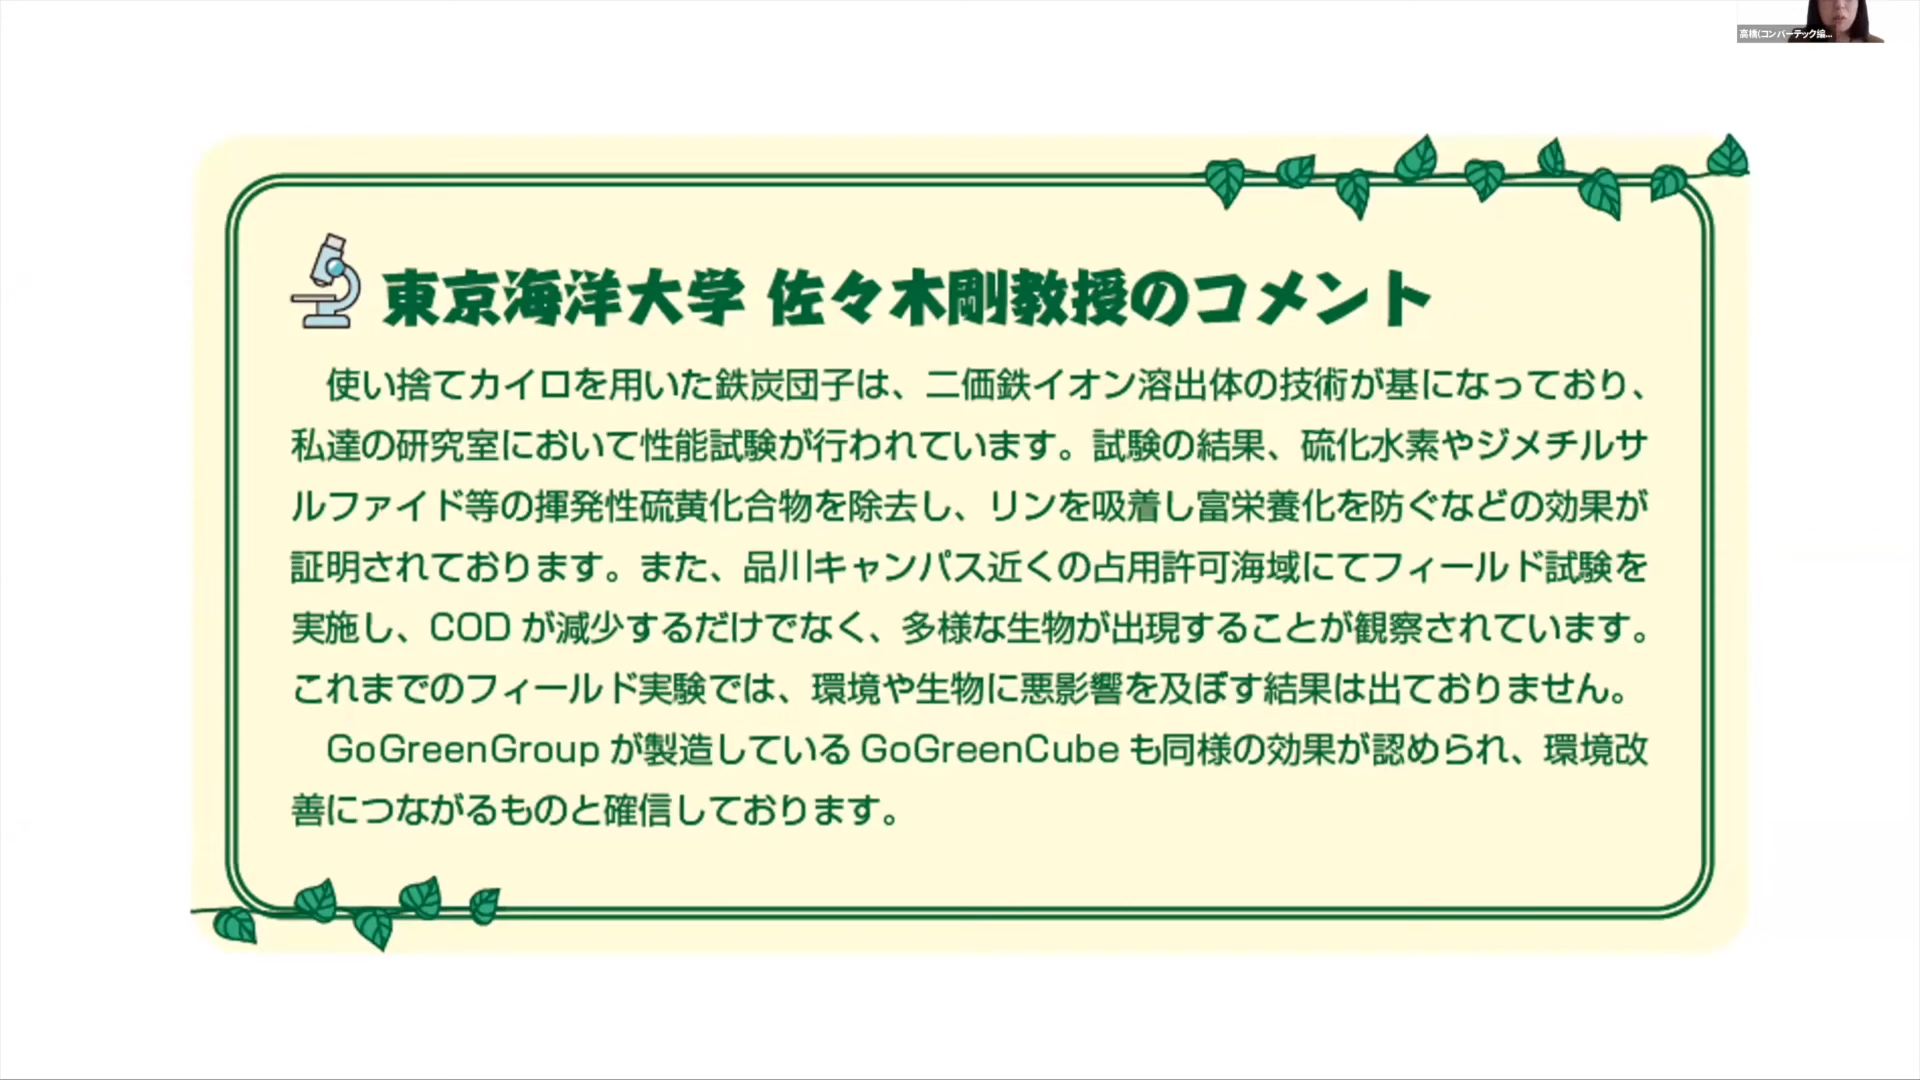 高橋(コンバーテック編...
東京海洋大学 佐々木剛教授のコメント
使い捨てカイロを用いた鉄炭団子は、二価鉄イオン溶出体の技術が基になっており、
私達の研究室において性能試験が行われています。試験の結果、硫化水素やジメチルサ
ルファイド等の揮発性硫黄化合物を除去し、リンを吸着し富栄養化を防ぐなどの効果が
証明されております。また、品川キャンパス近くの占用許可海域にてフィールド試験を
実施し、COD が減少するだけでなく、多様な生物が出現することが観察されています。
これまでのフィールド実験では、環境や生物に悪影響を及ぼす結果は出ておりません。
GoGreenGroup が製造している GoGreenCube も同様の効果が認められ、環境改
善につながるものと確信しております。